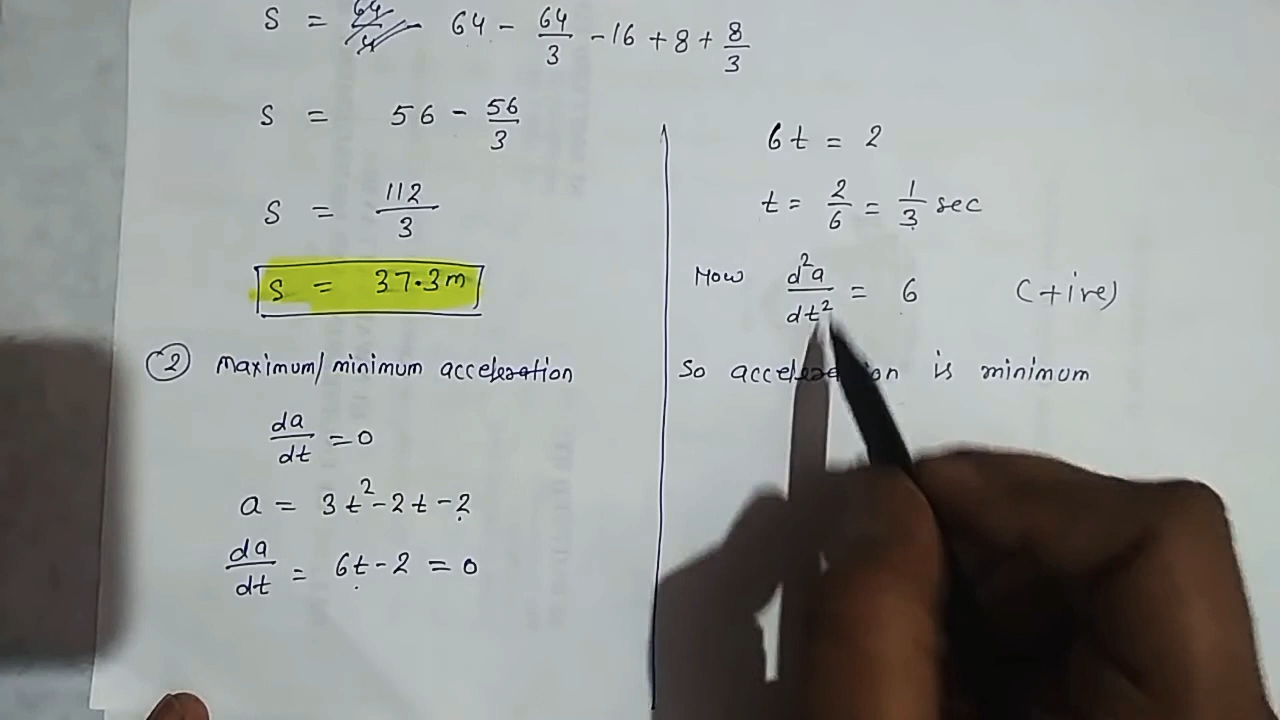 S = 64 - 64/3 - 16 + 8 + 8/3
S = 56 - 56/3
S = 112/3
S = 37.3m
(2) Maximum/minimum acceleration
da/dt = 0
a = 3t² - 2t - 2
da/dt = 6t - 2 = 0
6t = 2
t = 2/6 = 1/3 sec
Now d²a/dt² = 6 (+ive)
So acceleration is minimum